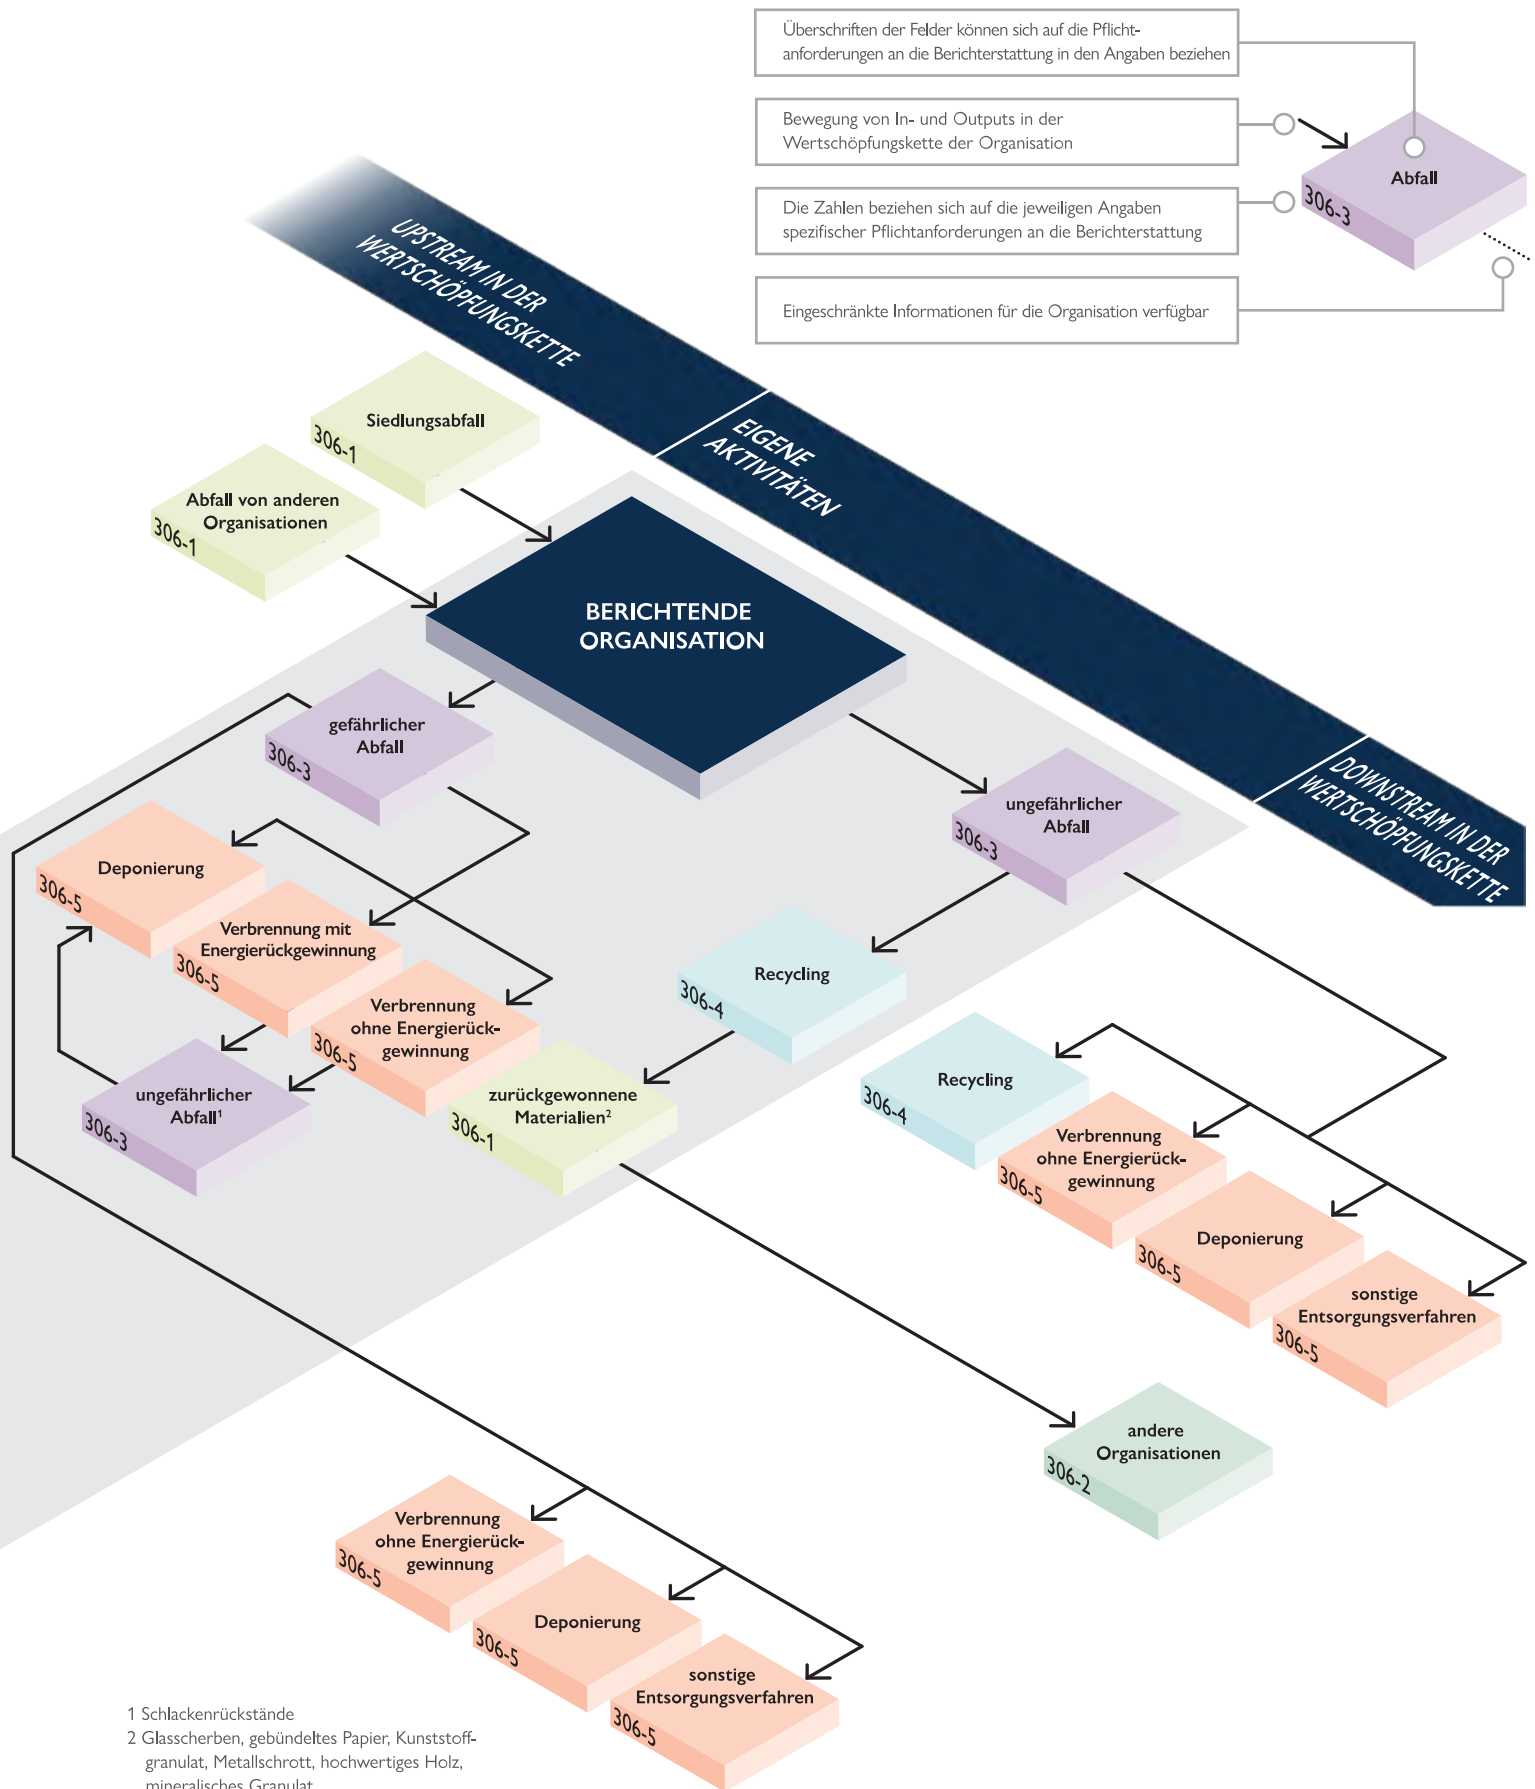 Überschriften der Felder können sich auf die Pflicht-
anforderungen an die Berichterstattung in den Angaben beziehen
Bewegung von In- und Outputs in der
Wertschöpfungskette der Organisation
Die Zahlen beziehen sich auf die jeweiligen Angaben
spezifischer Pflichtanforderungen an die Berichterstattung
Eingeschränkte Informationen für die Organisation verfügbar
Abfall
306-3
UPSTREAM IN DER
WERTSCHÖPFUNGSKETTE
EIGENE
AKTIVITÄTEN
DOWNSTREAM IN DER
WERTSCHÖPFUNGSKETTE
Siedlungsabfall
306-1
Abfall von anderen
Organisationen
306-1
BERICHTENDE
ORGANISATION
gefährlicher
Abfall
306-3
ungefährlicher
Abfall
306-3
Deponierung
306-5
Verbrennung mit
Energierückgewinnung
306-5
Verbrennung
ohne Energierück-
gewinnung
306-5
Recycling
306-4
ungefährlicher
Abfall1
306-3
zurückgewonnene
Materialien2
306-1
Recycling
306-4
Verbrennung
ohne Energierück-
gewinnung
306-5
Deponierung
306-5
sonstige
Entsorgungsverfahren
306-5
andere
Organisationen
306-2
Verbrennung
ohne Energierück-
gewinnung
306-5
Deponierung
306-5
sonstige
Entsorgungsverfahren
306-5
1 Schlackenrückstände
2 Glasscherben, gebündeltes Papier, Kunststoff-
granulat, Metallschrott, hochwertiges Holz,
mineralisches Granulat